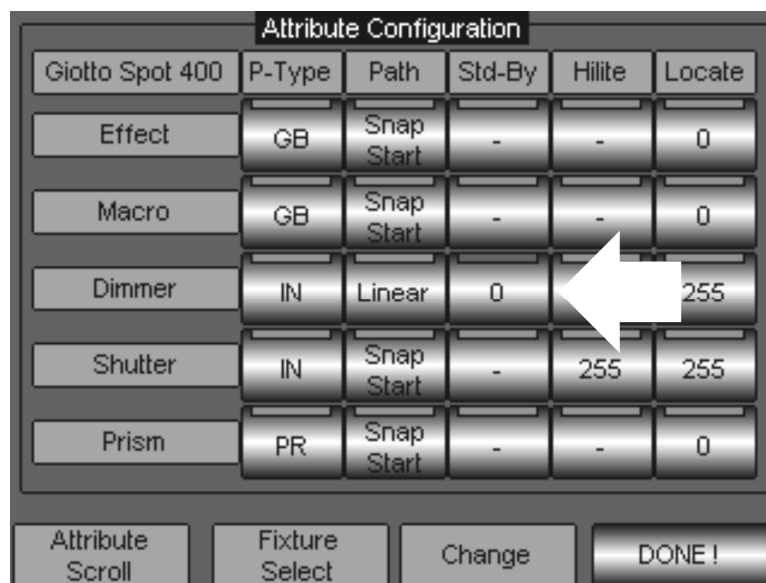 Attribute Configuration
Giotto Spot 400 P-Type Path Std-By Hilite Locate
Effect GB Snap Start - - 0
Macro GB Snap Start - - 0
Dimmer IN Linear 0 255
Shutter IN Snap Start - 255 255
Prism PR Snap Start - - 0
Attribute Scroll Fixture Select Change DONE !